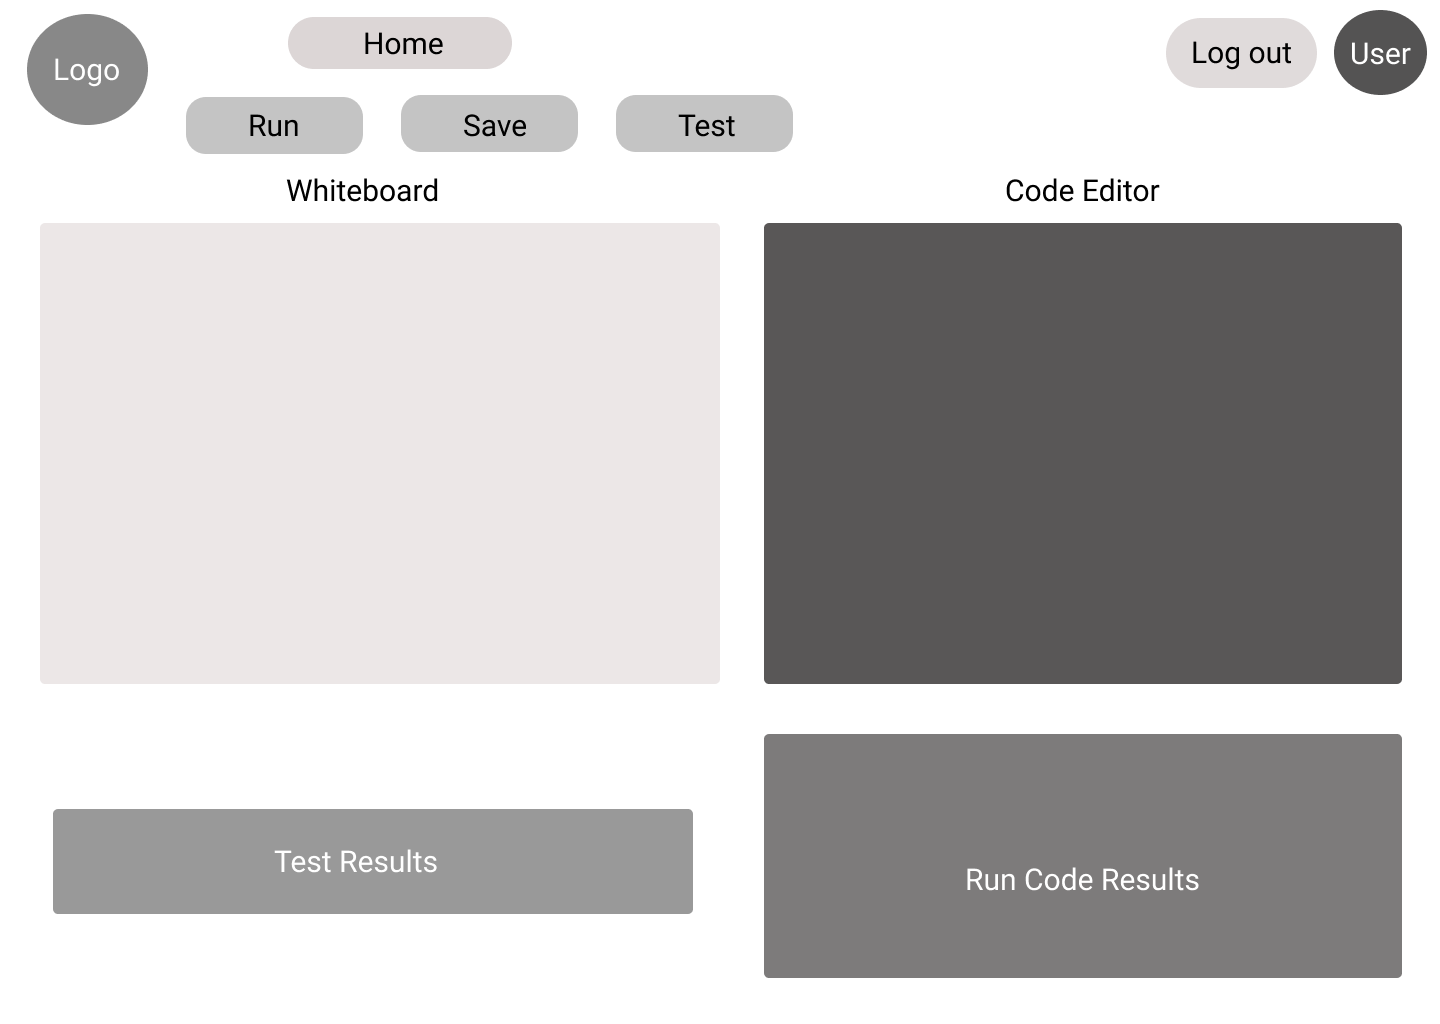 Logo
Home
Log out
User
Run
Save
Test
Whiteboard
Code Editor
Test Results
Run Code Results